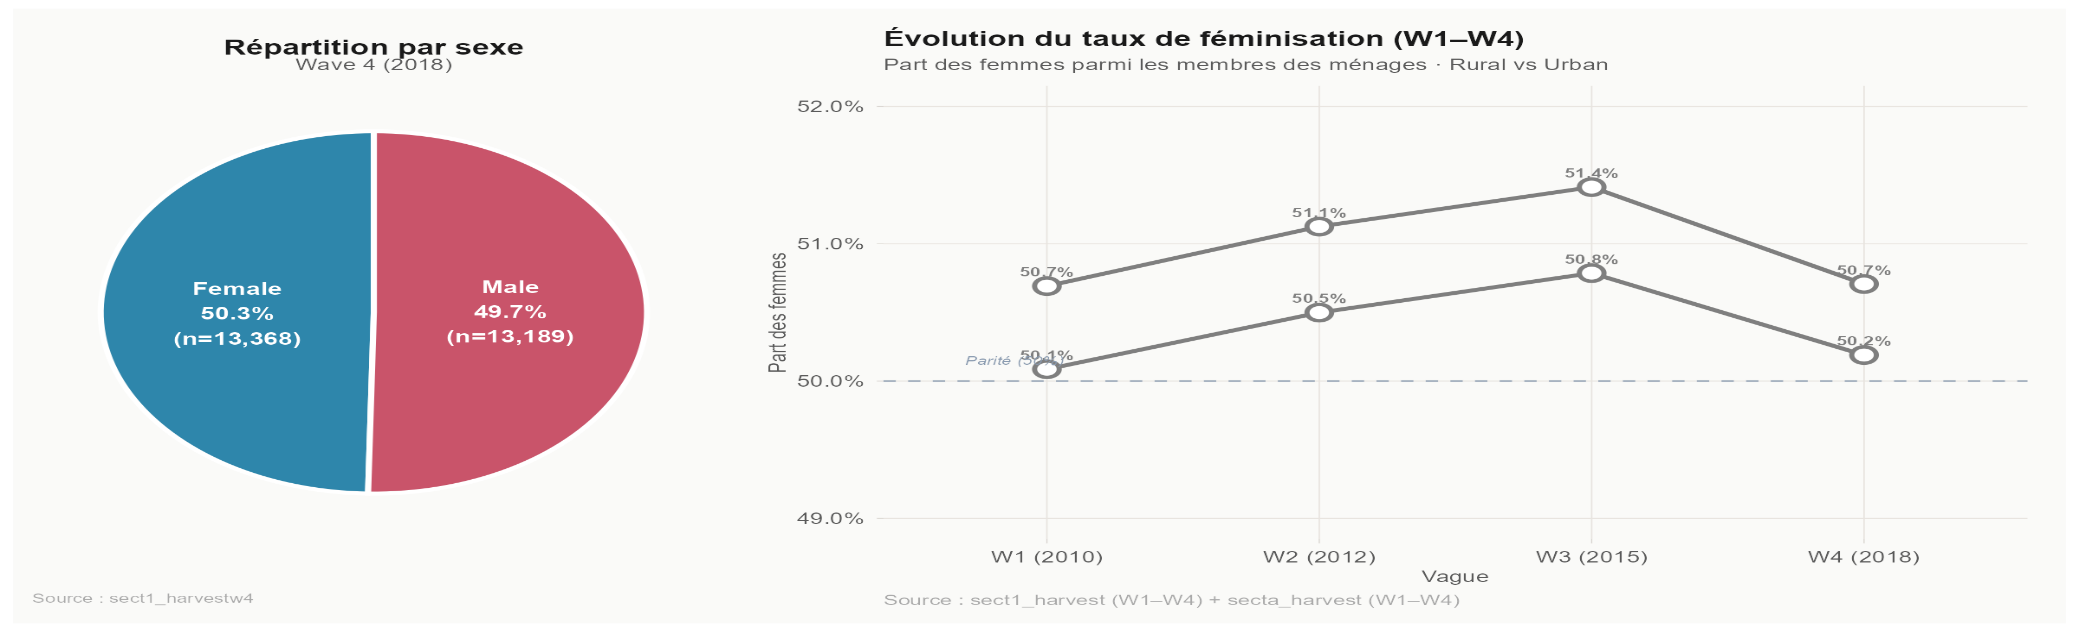 Répartition par sexe
Wave 4 (2018)
Female
50.3%
(n=13,368)
Male
49.7%
(n=13,189)
Source : sect1_harvestw4
Évolution du taux de féminisation (W1–W4)
Part des femmes parmi les membres des ménages · Rural vs Urban
Part des femmes
52.0%
51.0%
50.0%
49.0%
50.7%
51.1%
51.4%
50.7%
50.1%
50.5%
50.8%
50.2%
Parité (50%)
W1 (2010)
W2 (2012)
W3 (2015)
W4 (2018)
Vague
Source : sect1_harvest (W1–W4) + secta_harvest (W1–W4)